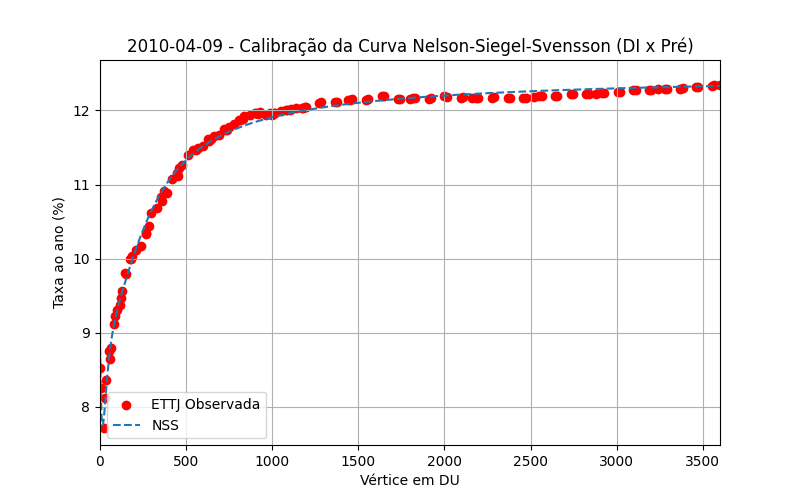 2010-04-09 - Calibração da Curva Nelson-Siegel-Svensson (DI x Pré)
Taxa ao ano (%)
12
11
10
9
8
ETTJ Observada
NSS
0 500 1000 1500 2000 2500 3000 3500
Vértice em DU